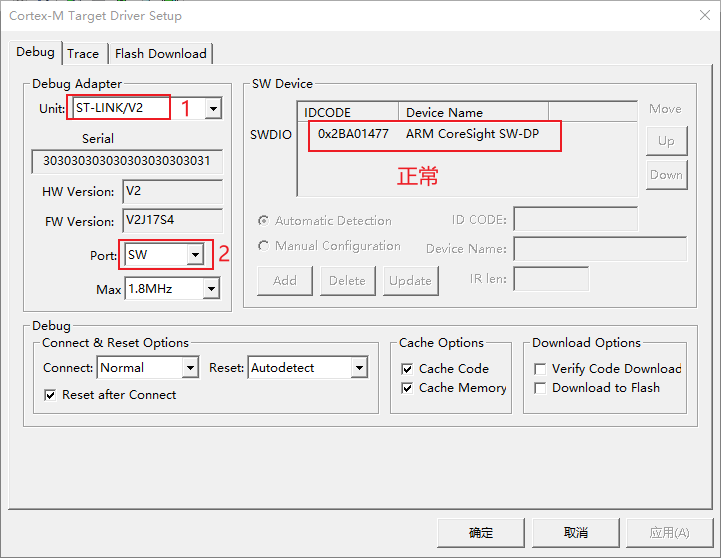 Cortex-M Target Driver Setup
Debug
Trace
Flash Download
Debug Adapter
Unit: ST-LINK/V2
1
Serial
303030303030303030303031
HW Version: V2
FW Version: V2J17S4
Port: SW
2
Max 1.8MHz
SW Device
IDCODE Device Name
SWDIO 0x2BA01477 ARM CoreSight SW-DP
正常
Move
Up
Down
Automatic Detection
Manual Configuration
ID CODE:
Device Name:
Add Delete Update
IR len:
Debug
Connect & Reset Options
Connect: Normal
Reset: Autodetect
Reset after Connect
Cache Options
Cache Code
Cache Memory
Download Options
Verify Code Download
Download to Flash
确定
取消
应用(A)